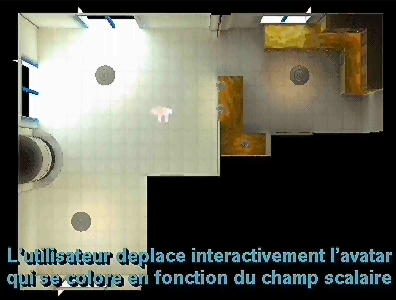 L'utilisateur deplace interactivement l'avatar
qui se colore en fonction du champ scalaire